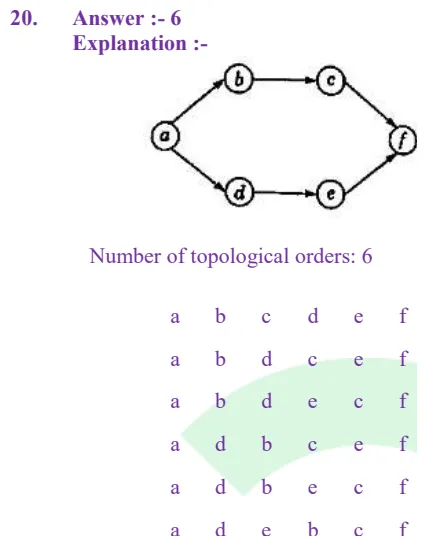 20. Answer :- 6
Explanation :-
b c
a f
d e
Number of topological orders: 6
a b c d e f
a b d c e f
a b d e c f
a d b c e f
a d b e c f
a d e b c f